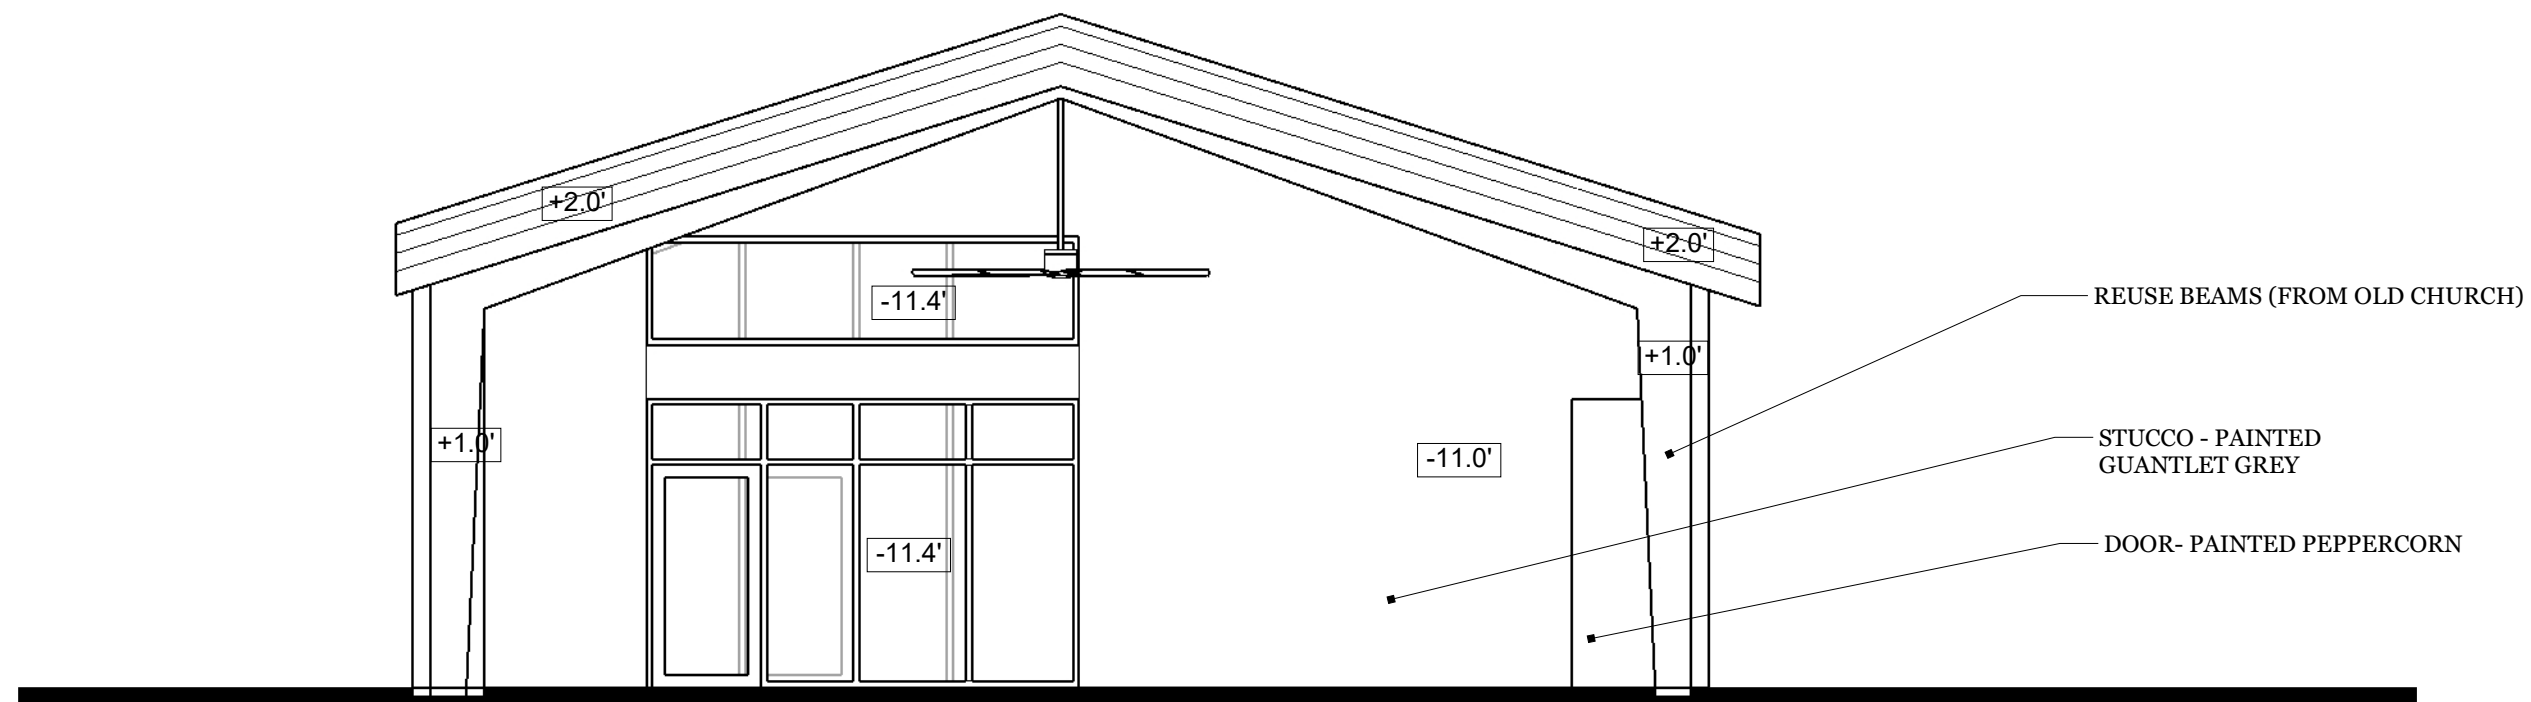 +2.0'
+2.0'
-11.4'
REUSE BEAMS (FROM OLD CHURCH)
+1.0'
+1.0'
-11.0'
STUCCO - PAINTED
GUANTLET GREY
-11.4'
DOOR- PAINTED PEPPERCORN